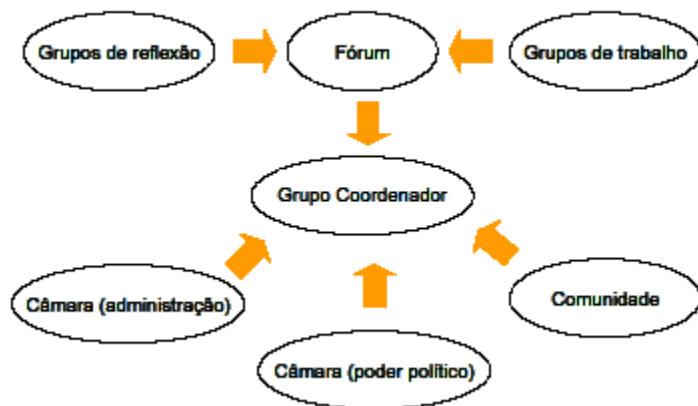 Grupos de reflexão
Fórum
Grupos de trabalho
Grupo Coordenador
Câmara (administração)
Comunidade
Câmara (poder político)